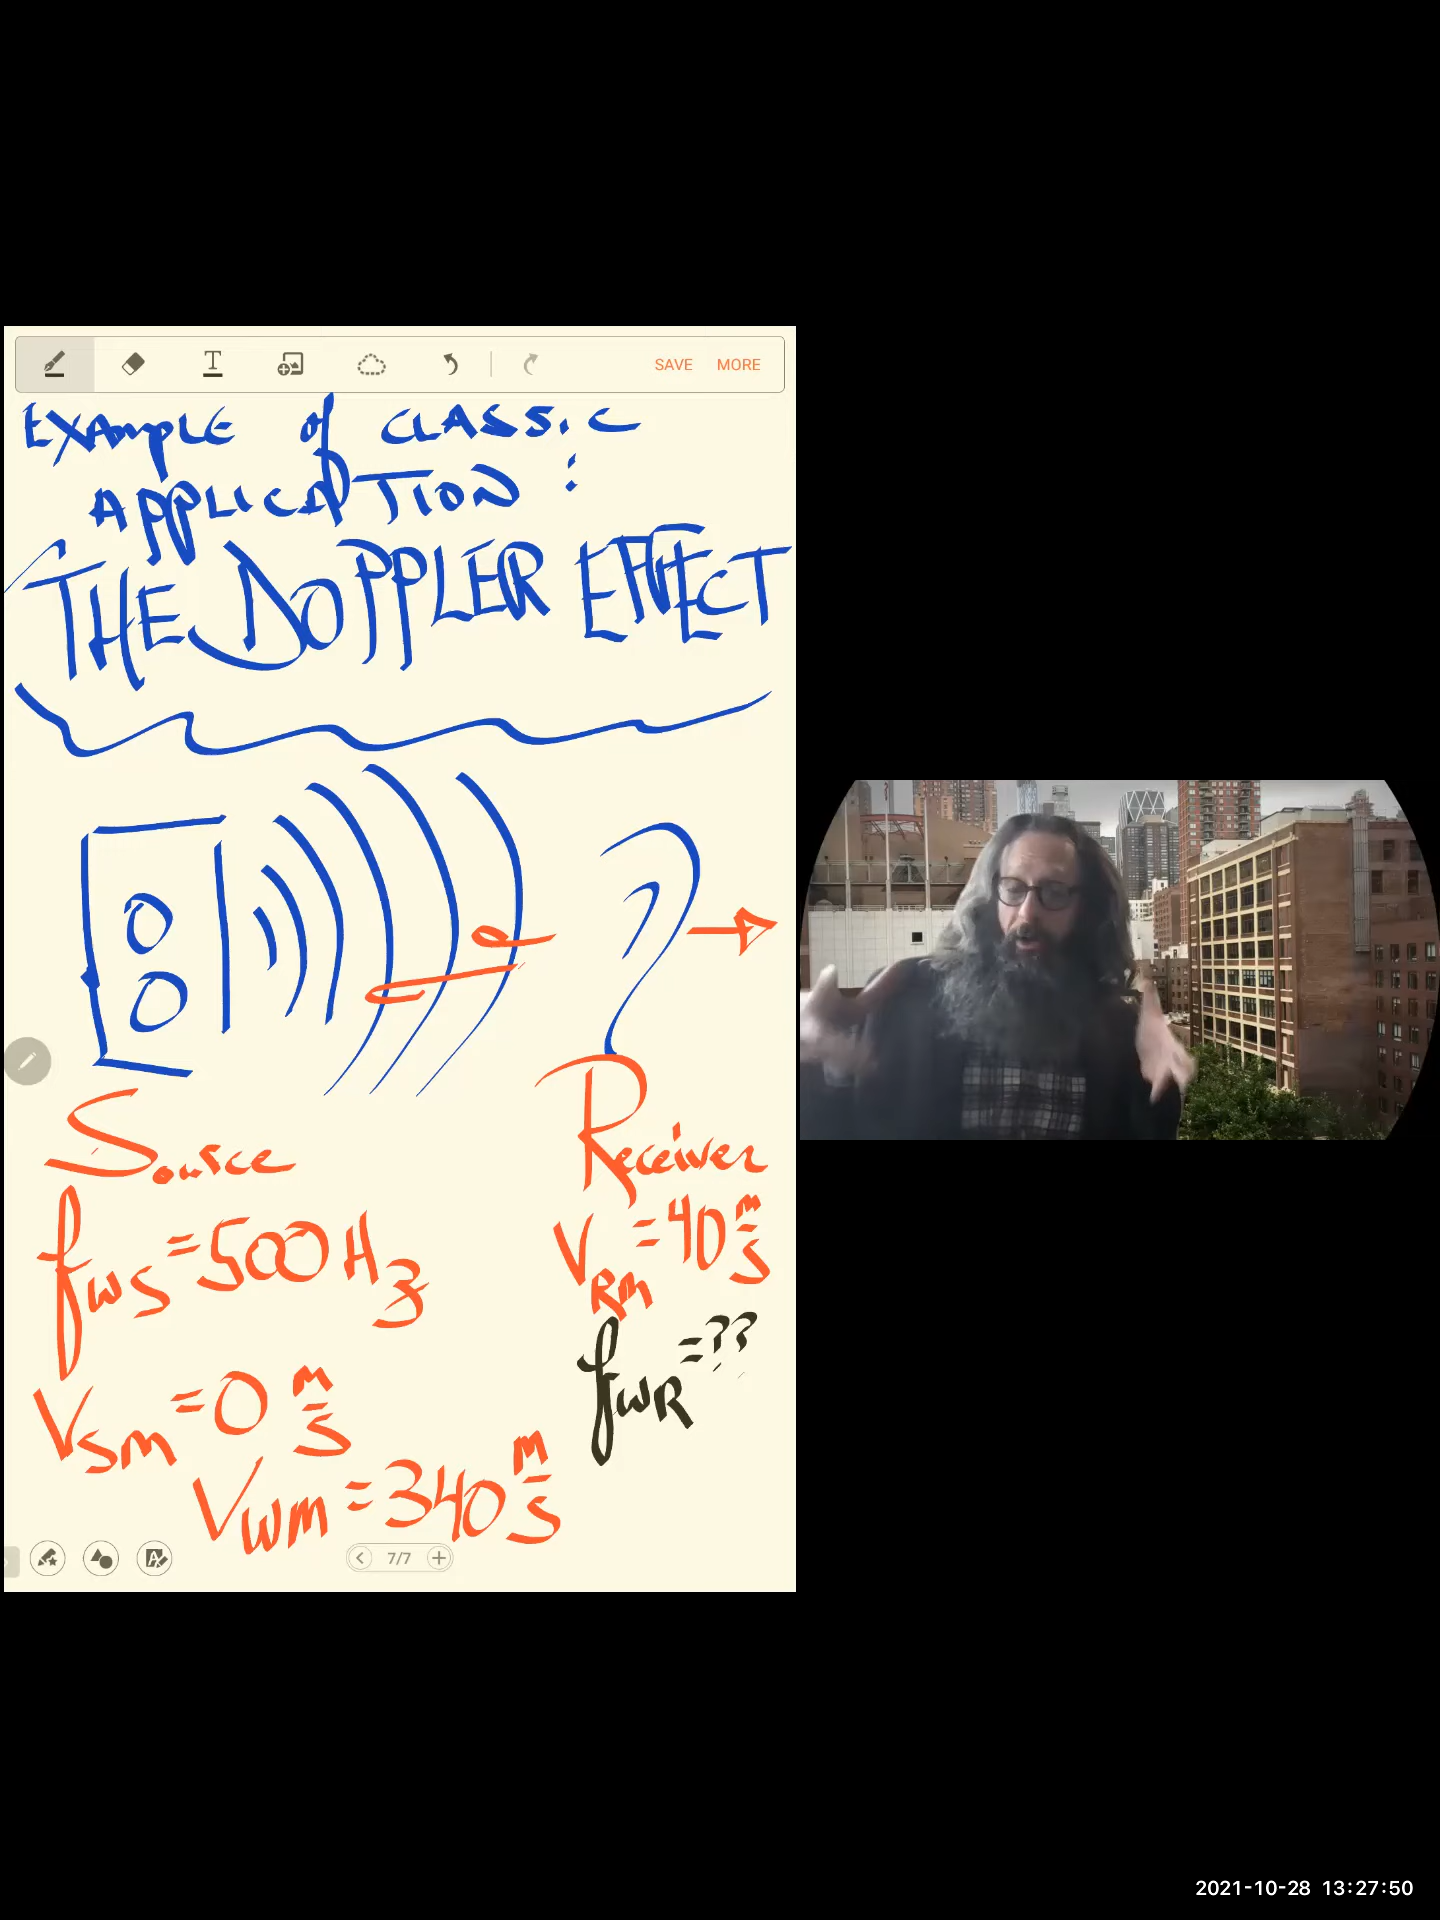 SAVE MORE
EXAMPLE of CLASSIC
APPLICATION:
THE DOPPLER EFFECT
Source
Receiver
fws = 500 Hz
VRM = 40 m/s
fwR = ??
VSM = 0 m/s
VWM = 340 m/s
7/7
2021-10-28 13:27:50